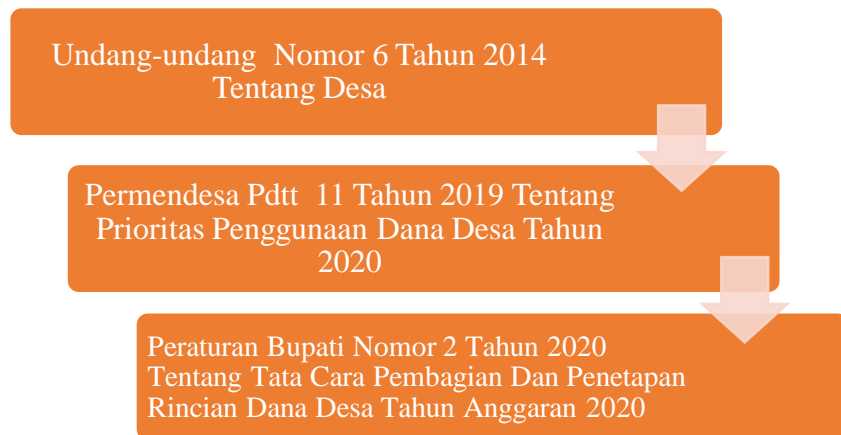 Undang-undang  Nomor 6 Tahun 2014
Tentang Desa
Permendesa Pdtt  11 Tahun 2019 Tentang
Prioritas Penggunaan Dana Desa Tahun
2020
Peraturan Bupati Nomor 2 Tahun 2020
Tentang Tata Cara Pembagian Dan Penetapan
Rincian Dana Desa Tahun Anggaran 2020